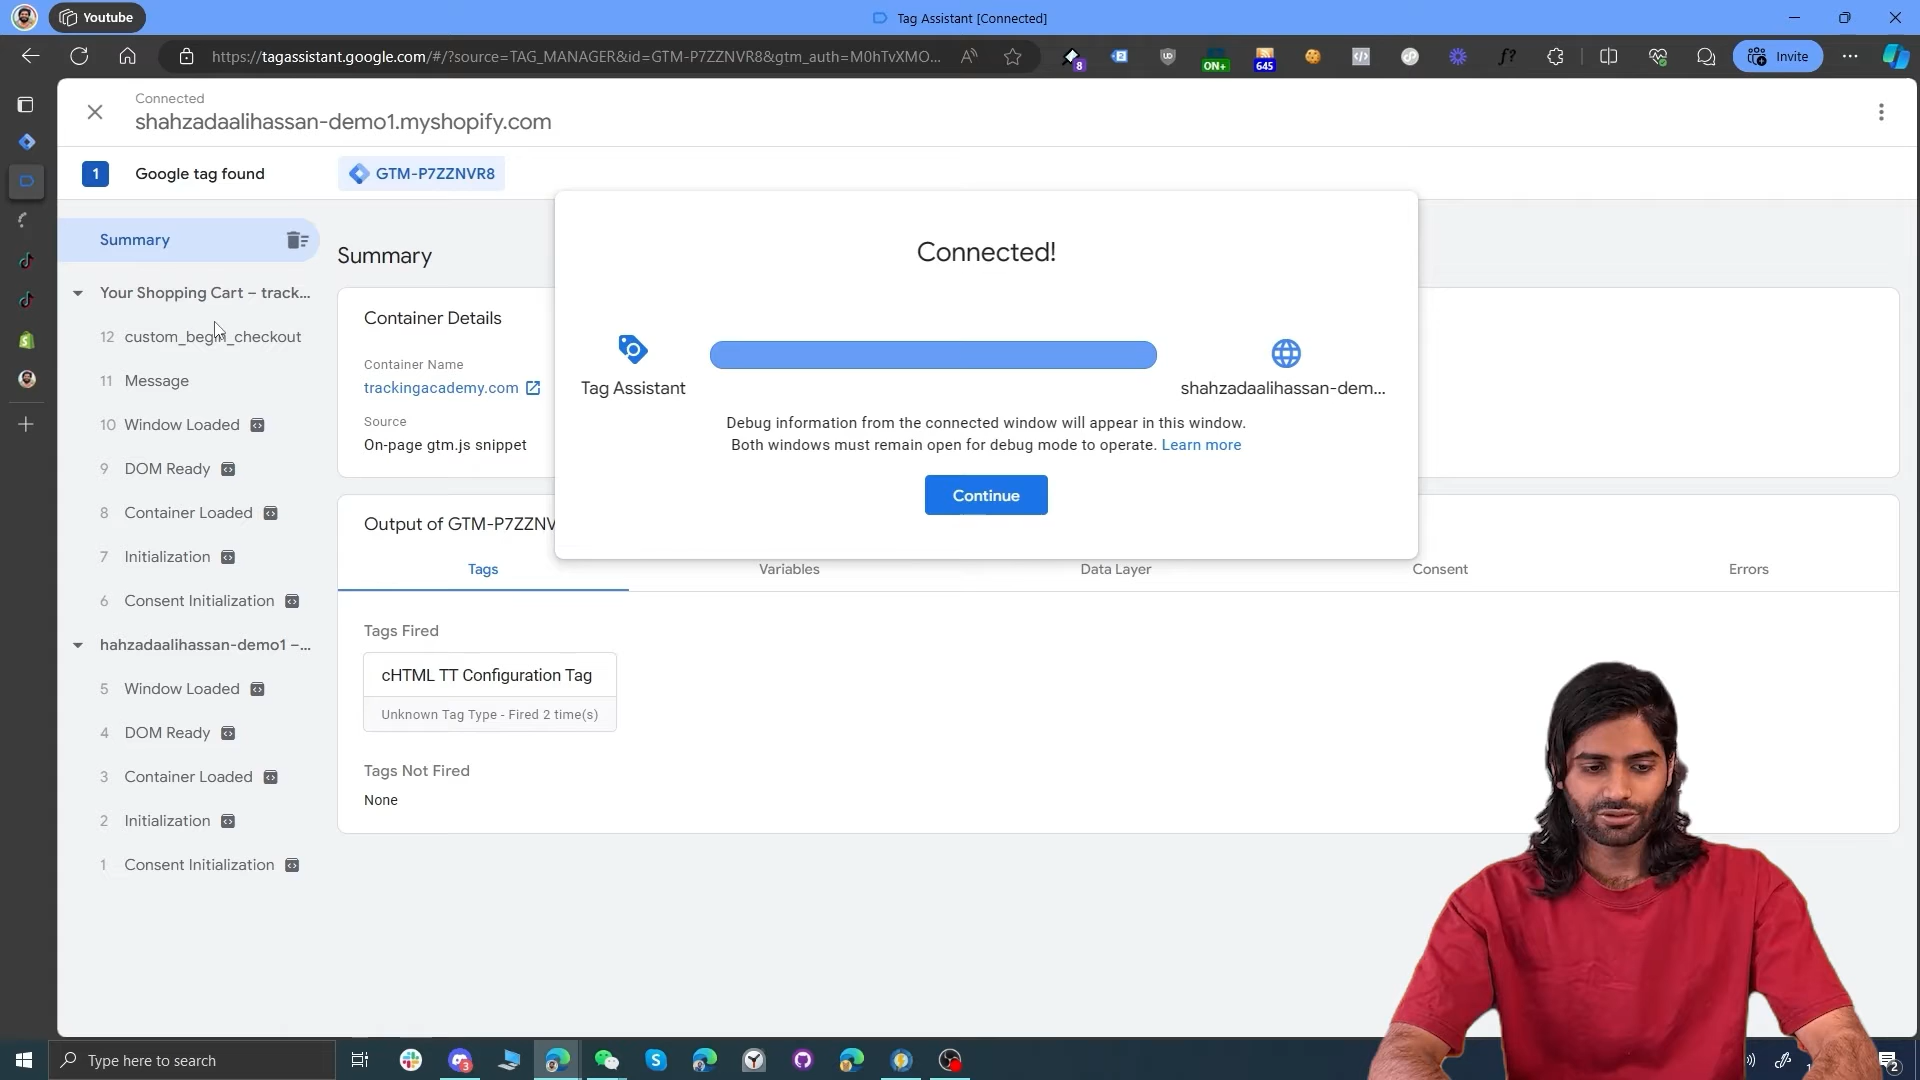 Youtube
Tag Assistant [Connected]
https://tagassistant.google.com/#/?source=TAG_MANAGER&id=GTM-P7ZZNVR8&gtm_auth=M0hTvXMO...
8
ON+
645
Invite
Connected
shahzadaalihassan-demo1.myshopify.com
1 Google tag found GTM-P7ZZNVR8
Summary
Your Shopping Cart – track...
12 custom_begin_checkout
11 Message
10 Window Loaded
9 DOM Ready
8 Container Loaded
7 Initialization
6 Consent Initialization
hahzadaalihassan-demo1 –...
5 Window Loaded
4 DOM Ready
3 Container Loaded
2 Initialization
1 Consent Initialization
Summary
Container Details
Container Name
trackingacademy.com
Source
On-page gtm.js snippet
Connected!
Tag Assistant
shahzadaalihassan-dem...
Debug information from the connected window will appear in this window.
Both windows must remain open for debug mode to operate. Learn more
Continue
Output of GTM-P7ZZNV
Tags Variables Data Layer Consent Errors
Tags Fired
cHTML TT Configuration Tag
Unknown Tag Type - Fired 2 time(s)
Tags Not Fired
None
Type here to search
3
2